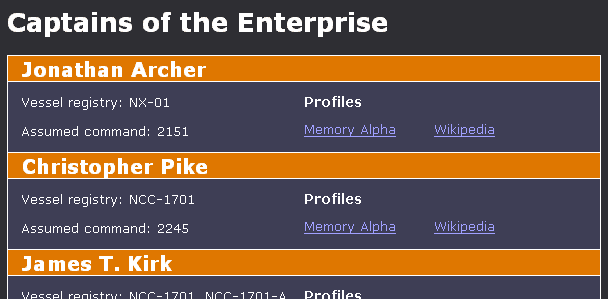 Captains of the Enterprise
Jonathan Archer
Vessel registry: NX-01
Assumed command: 2151
Profiles
Memory Alpha Wikipedia
Christopher Pike
Vessel registry: NCC-1701
Assumed command: 2245
Profiles
Memory Alpha Wikipedia
James T. Kirk
Vessel registry: NCC-1701, NCC-1701-A
Profiles